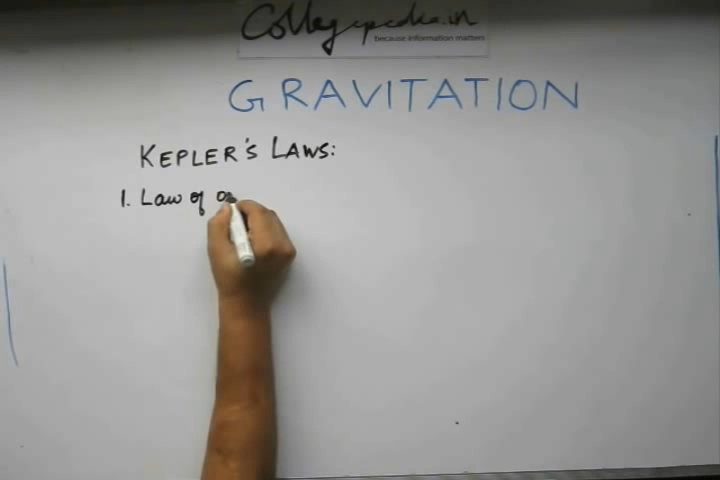 Collegepedia.in
because information matters
GRAVITATION
KEPLER'S LAWS:
1. Law of o